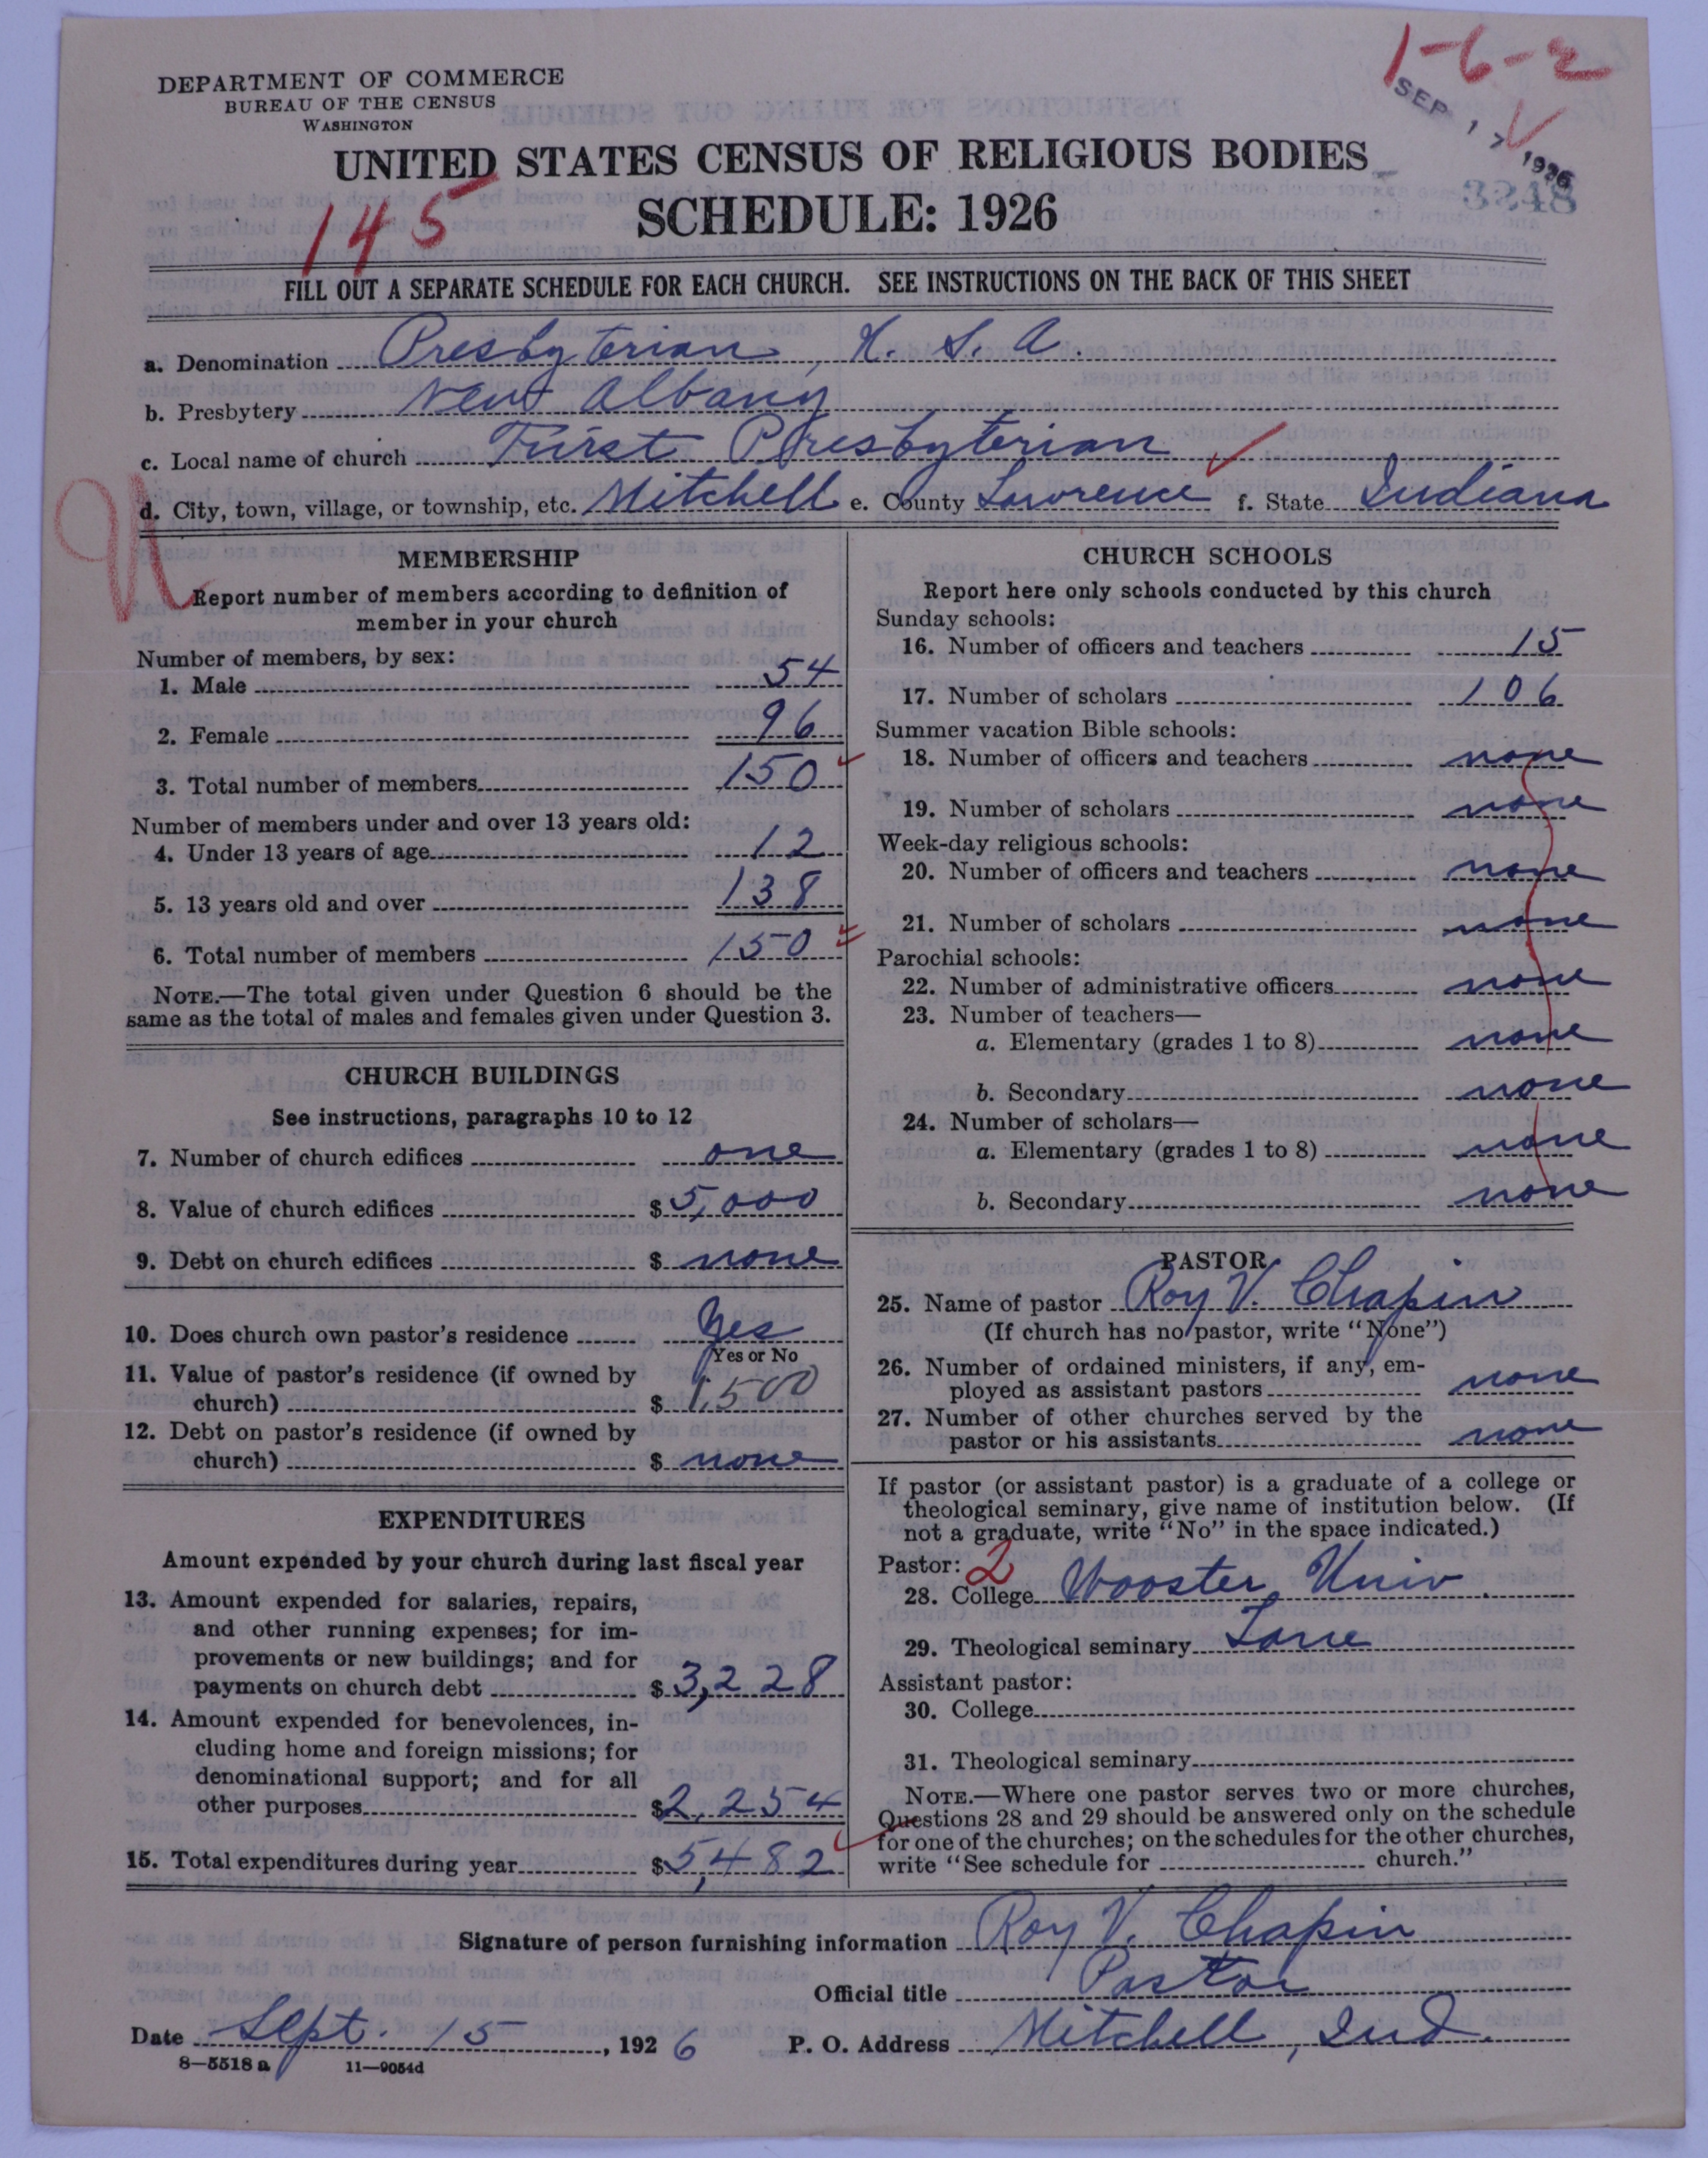 1-6-2
DEPARTMENT OF COMMERCE
BUREAU OF THE CENSUS
WASHINGTON
SEP 17 1926
3248
UNITED STATES CENSUS OF RELIGIOUS BODIES
SCHEDULE: 1926
145
FILL OUT A SEPARATE SCHEDULE FOR EACH CHURCH. SEE INSTRUCTIONS ON THE BACK OF THIS SHEET
a. Denomination Presbyterian, U. S. A.
b. Presbytery New Albany
c. Local name of church First Presbyterian
d. City, town, village, or township, etc. Mitchell e. County Lawrence f. State Indiana
MEMBERSHIP
Report number of members according to definition of
member in your church
Number of members, by sex:
1. Male 54
2. Female 96
3. Total number of members 150
Number of members under and over 13 years old:
4. Under 13 years of age 12
5. 13 years old and over 138
6. Total number of members 150
NOTE.—The total given under Question 6 should be the
same as the total of males and females given under Question 3.
CHURCH BUILDINGS
See instructions, paragraphs 10 to 12
7. Number of church edifices one
8. Value of church edifices $ 5,000
9. Debt on church edifices $ none
10. Does church own pastor's residence Yes
Yes or No
11. Value of pastor's residence (if owned by
church) $ 1,500
12. Debt on pastor's residence (if owned by
church) $ none
EXPENDITURES
Amount expended by your church during last fiscal year
13. Amount expended for salaries, repairs,
and other running expenses; for im-
provements or new buildings; and for
payments on church debt $ 3,228
14. Amount expended for benevolences, in-
cluding home and foreign missions; for
denominational support; and for all
other purposes $ 2,254
15. Total expenditures during year $ 5,482
CHURCH SCHOOLS
Report here only schools conducted by this church
Sunday schools:
16. Number of officers and teachers 15
17. Number of scholars 106
Summer vacation Bible schools:
18. Number of officers and teachers none
19. Number of scholars none
Week-day religious schools:
20. Number of officers and teachers none
21. Number of scholars none
Parochial schools:
22. Number of administrative officers none
23. Number of teachers—
a. Elementary (grades 1 to 8) none
b. Secondary none
24. Number of scholars—
a. Elementary (grades 1 to 8) none
b. Secondary none
PASTOR
25. Name of pastor Roy V. Chapin
(If church has no pastor, write "None")
26. Number of ordained ministers, if any, em-
ployed as assistant pastors none
27. Number of other churches served by the
pastor or his assistants none
If pastor (or assistant pastor) is a graduate of a college or
theological seminary, give name of institution below. (If
not a graduate, write "No" in the space indicated.)
Pastor: 2
28. College Wooster Univ.
29. Theological seminary Lane
Assistant pastor:
30. College
31. Theological seminary
NOTE.—Where one pastor serves two or more churches,
Questions 28 and 29 should be answered only on the schedule
for one of the churches; on the schedules for the other churches,
write "See schedule for church."
Signature of person furnishing information Roy V. Chapin
Official title Pastor
Date Sept. 15, 1926 P. O. Address Mitchell, Ind.
8—5518 a 11—9054d